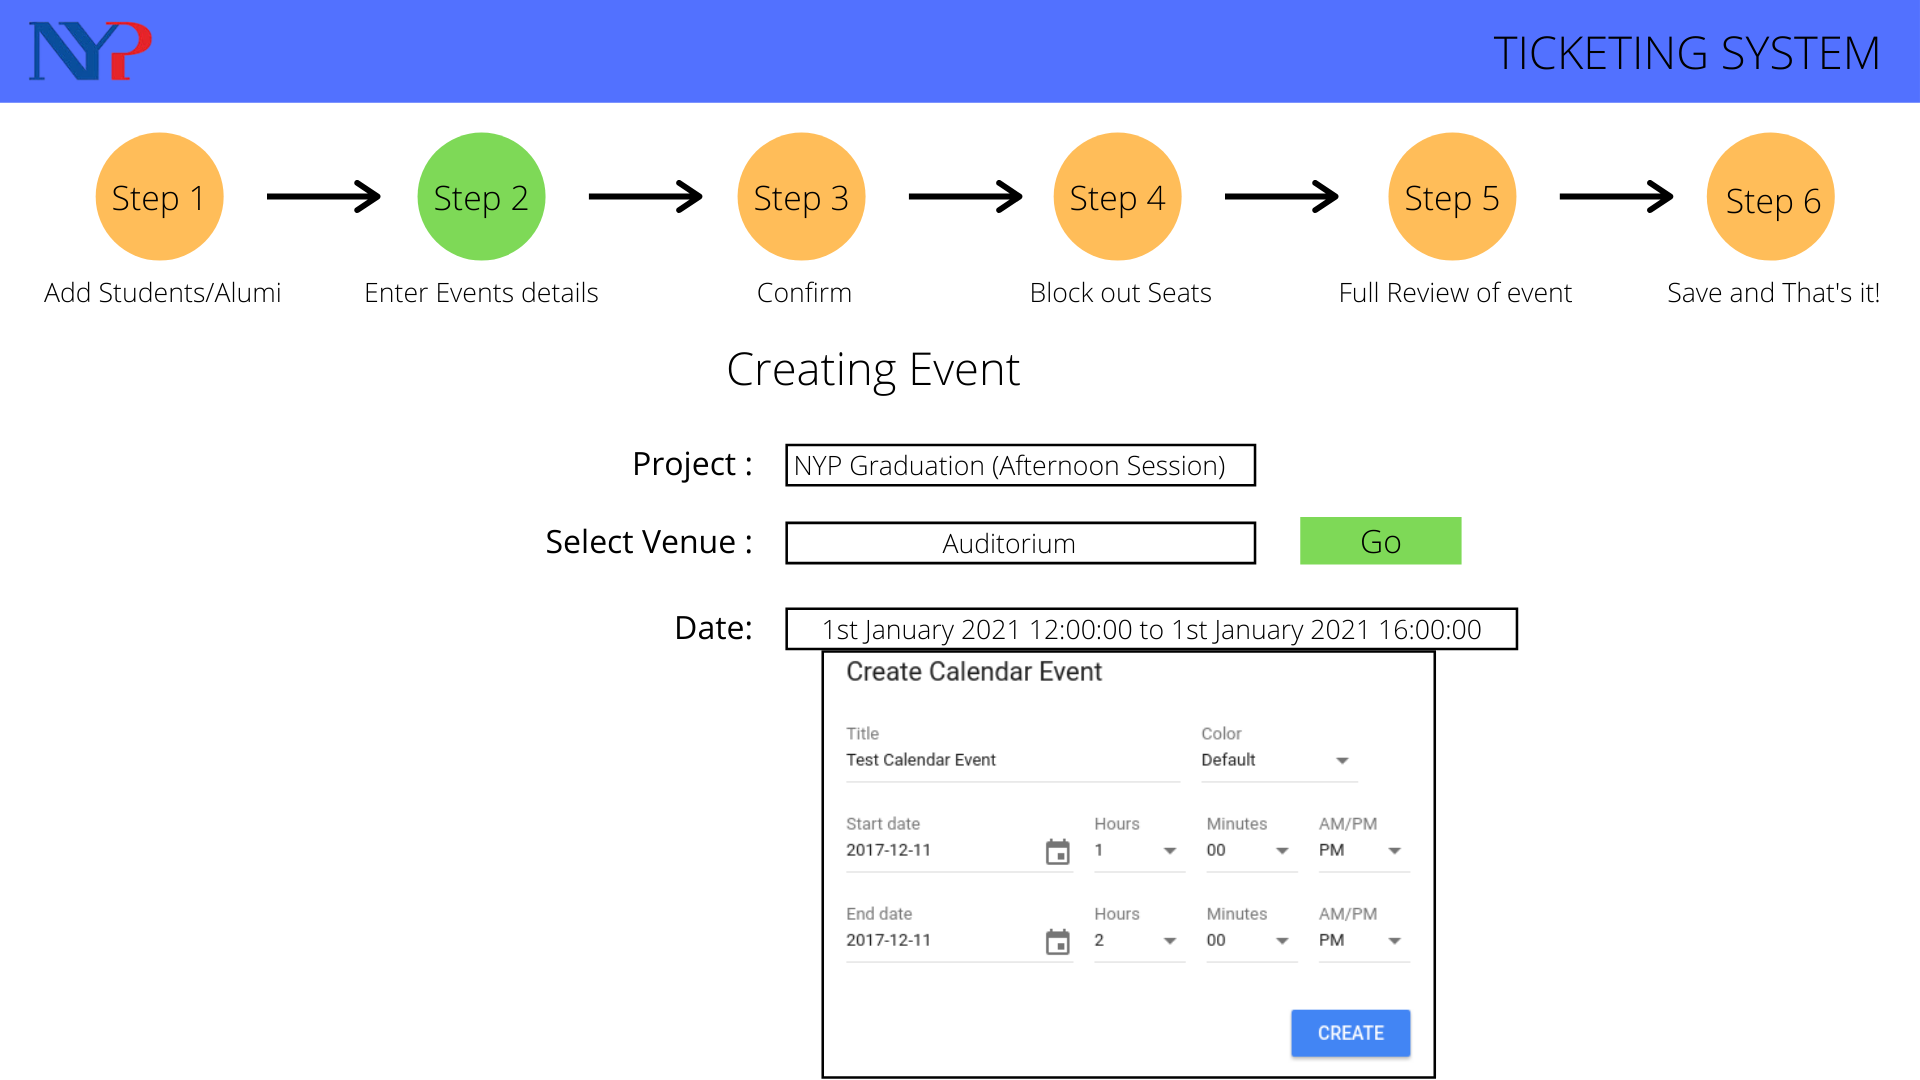 NYP
TICKETING SYSTEM
Step 1
Step 2
Step 3
Step 4
Step 5
Step 6
Add Students/Alumi
Enter Events details
Confirm
Block out Seats
Full Review of event
Save and That's it!
Creating Event
Project :
NYP Graduation (Afternoon Session)
Select Venue :
Auditorium
Go
Date:
1st January 2021 12:00:00 to 1st January 2021 16:00:00
Create Calendar Event
Title
Color
Test Calendar Event
Default
Start date
Hours
Minutes
AM/PM
2017-12-11
1
00
PM
End date
Hours
Minutes
AM/PM
2017-12-11
2
00
PM
CREATE